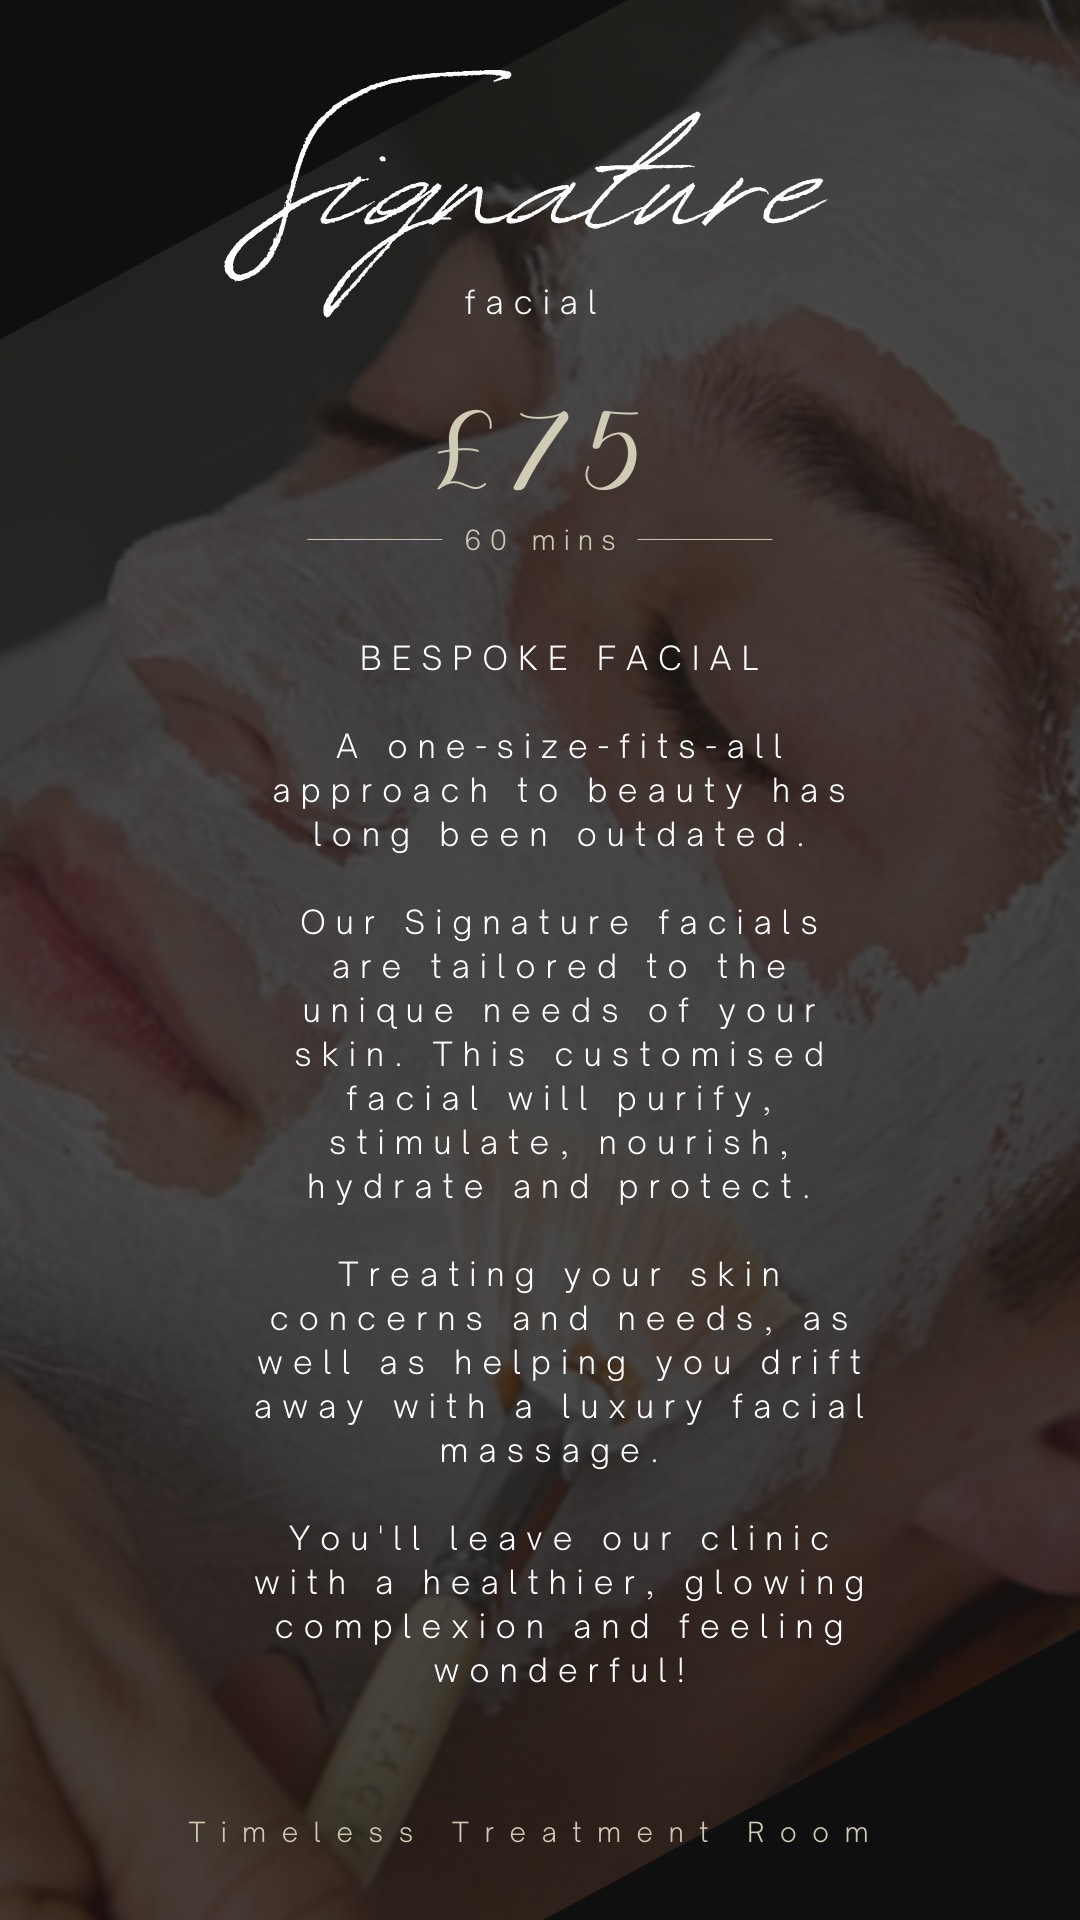 Signature
facial
£75
60 mins
BESPOKE FACIAL
A one-size-fits-all
approach to beauty has
long been outdated.
Our Signature facials
are tailored to the
unique needs of your
skin. This customised
facial will purify,
stimulate, nourish,
hydrate and protect.
Treating your skin
concerns and needs, as
well as helping you drift
away with a luxury facial
massage.
You'll leave our clinic
with a healthier, glowing
complexion and feeling
wonderful!
Timeless Treatment Room